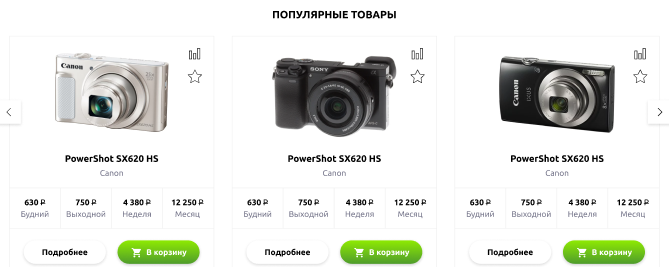 ПОПУЛЯРНЫЕ ТОВАРЫ
Canon
SONY
Canon
IXUS
PowerShot SX620 HS
PowerShot SX620 HS
PowerShot SX620 HS
Canon
Canon
Canon
630 ₽ 750 ₽ 4 380 ₽ 12 250 ₽
Будний Выходной Неделя Месяц
630 ₽ 750 ₽ 4 380 ₽ 12 250 ₽
Будний Выходной Неделя Месяц
630 ₽ 750 ₽ 4 380 ₽ 12 250 ₽
Будний Выходной Неделя Месяц
Подробнее В корзину
Подробнее В корзину
Подробнее В корзину